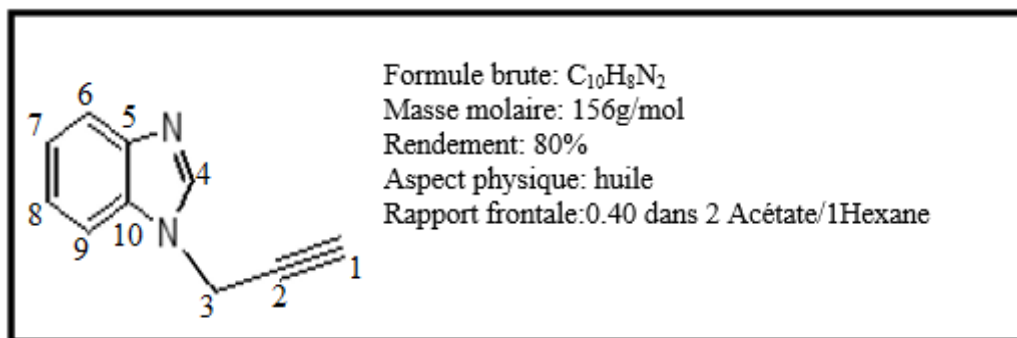 Formule brute: C₁₀H₈N₂
Masse molaire: 156g/mol
Rendement: 80%
Aspect physique: huile
Rapport frontale:0.40 dans 2 Acétate/1Hexane
6
5
N
7
4
8
9
10
N
1
2
3